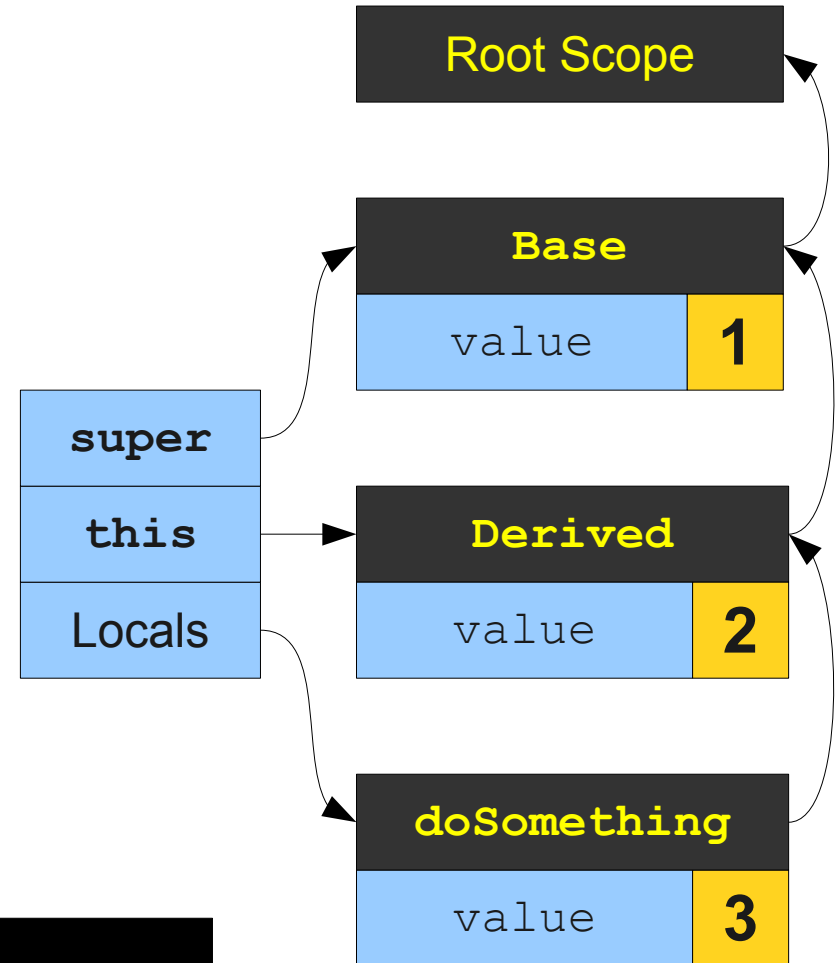 Root Scope
Base
value 1
super
this
Locals
Derived
value 2
doSomething
value 3